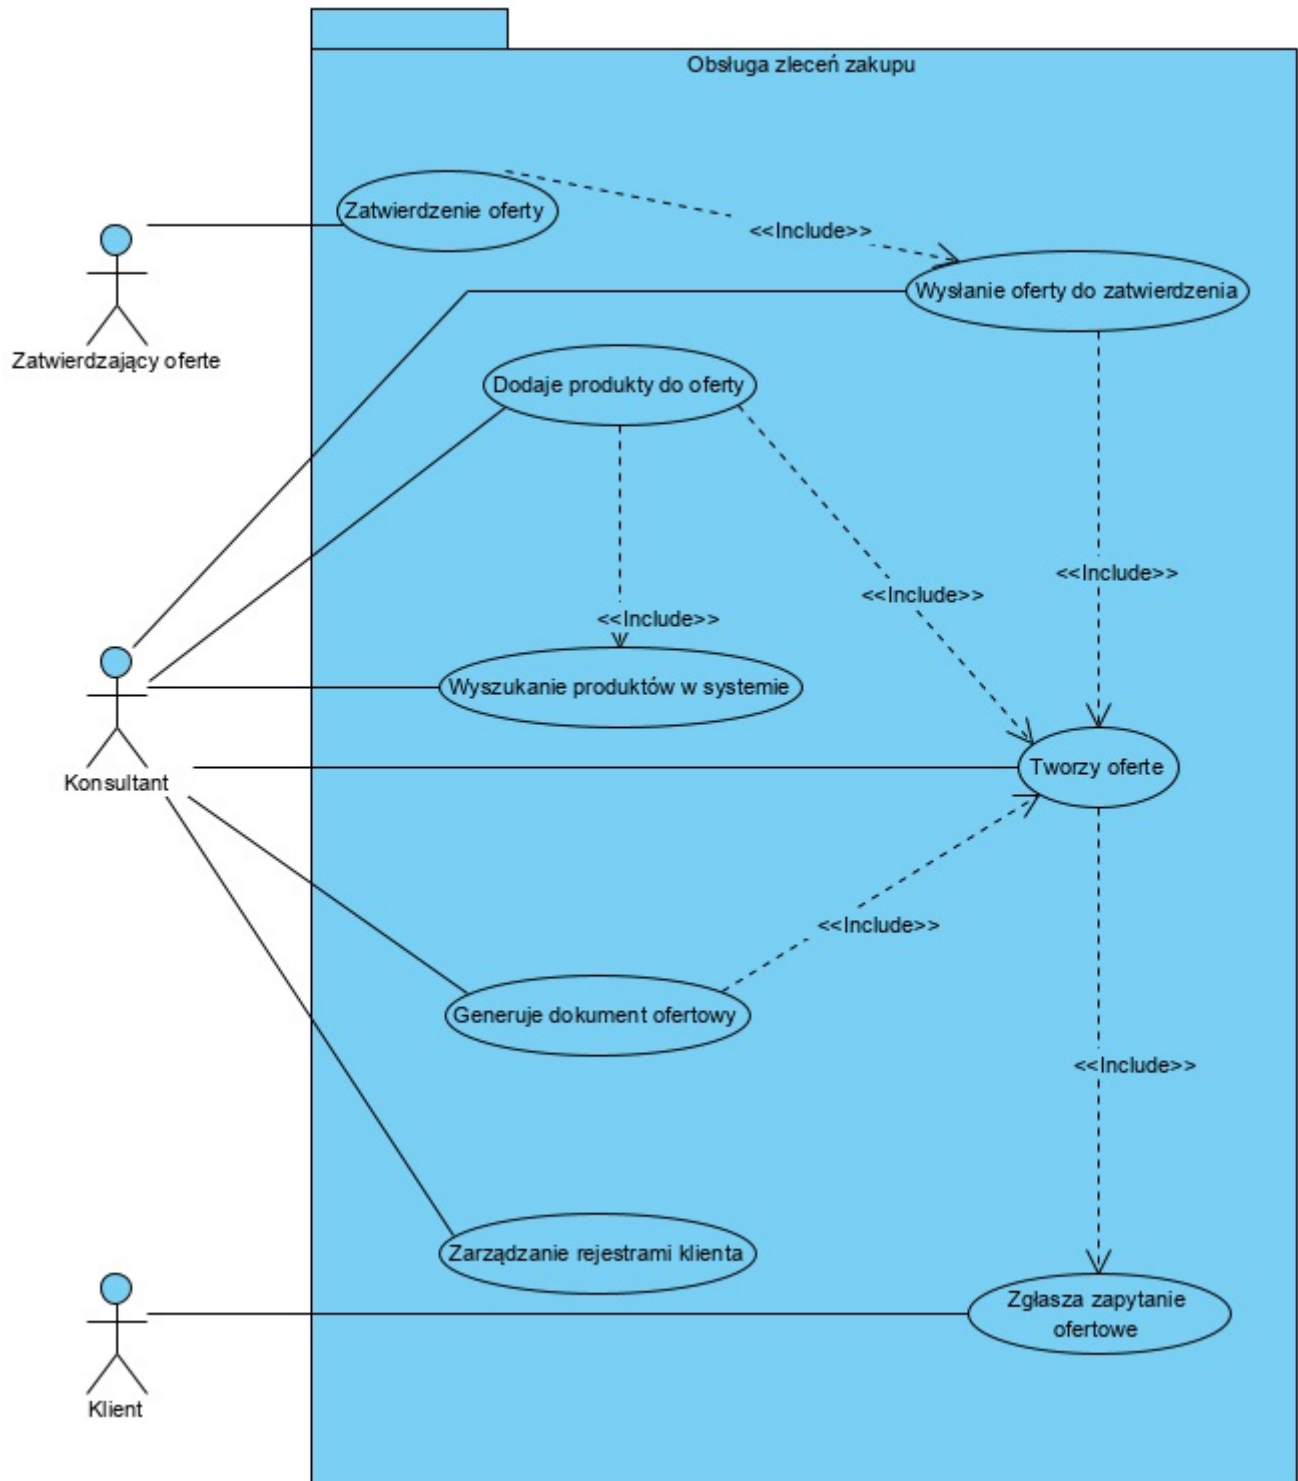 Obsługa zleceń zakupu
Zatwierdzenie oferty
<<Include>>
Wysłanie oferty do zatwierdzenia
Zatwierdzający oferte
Dodaje produkty do oferty
<<Include>>
<<Include>>
<<Include>>
Wyszukanie produktów w systemie
Tworzy oferte
Konsultant
<<Include>>
Generuje dokument ofertowy
<<Include>>
Zarządzanie rejestrami klienta
Zgłasza zapytanie
ofertowe
Klient